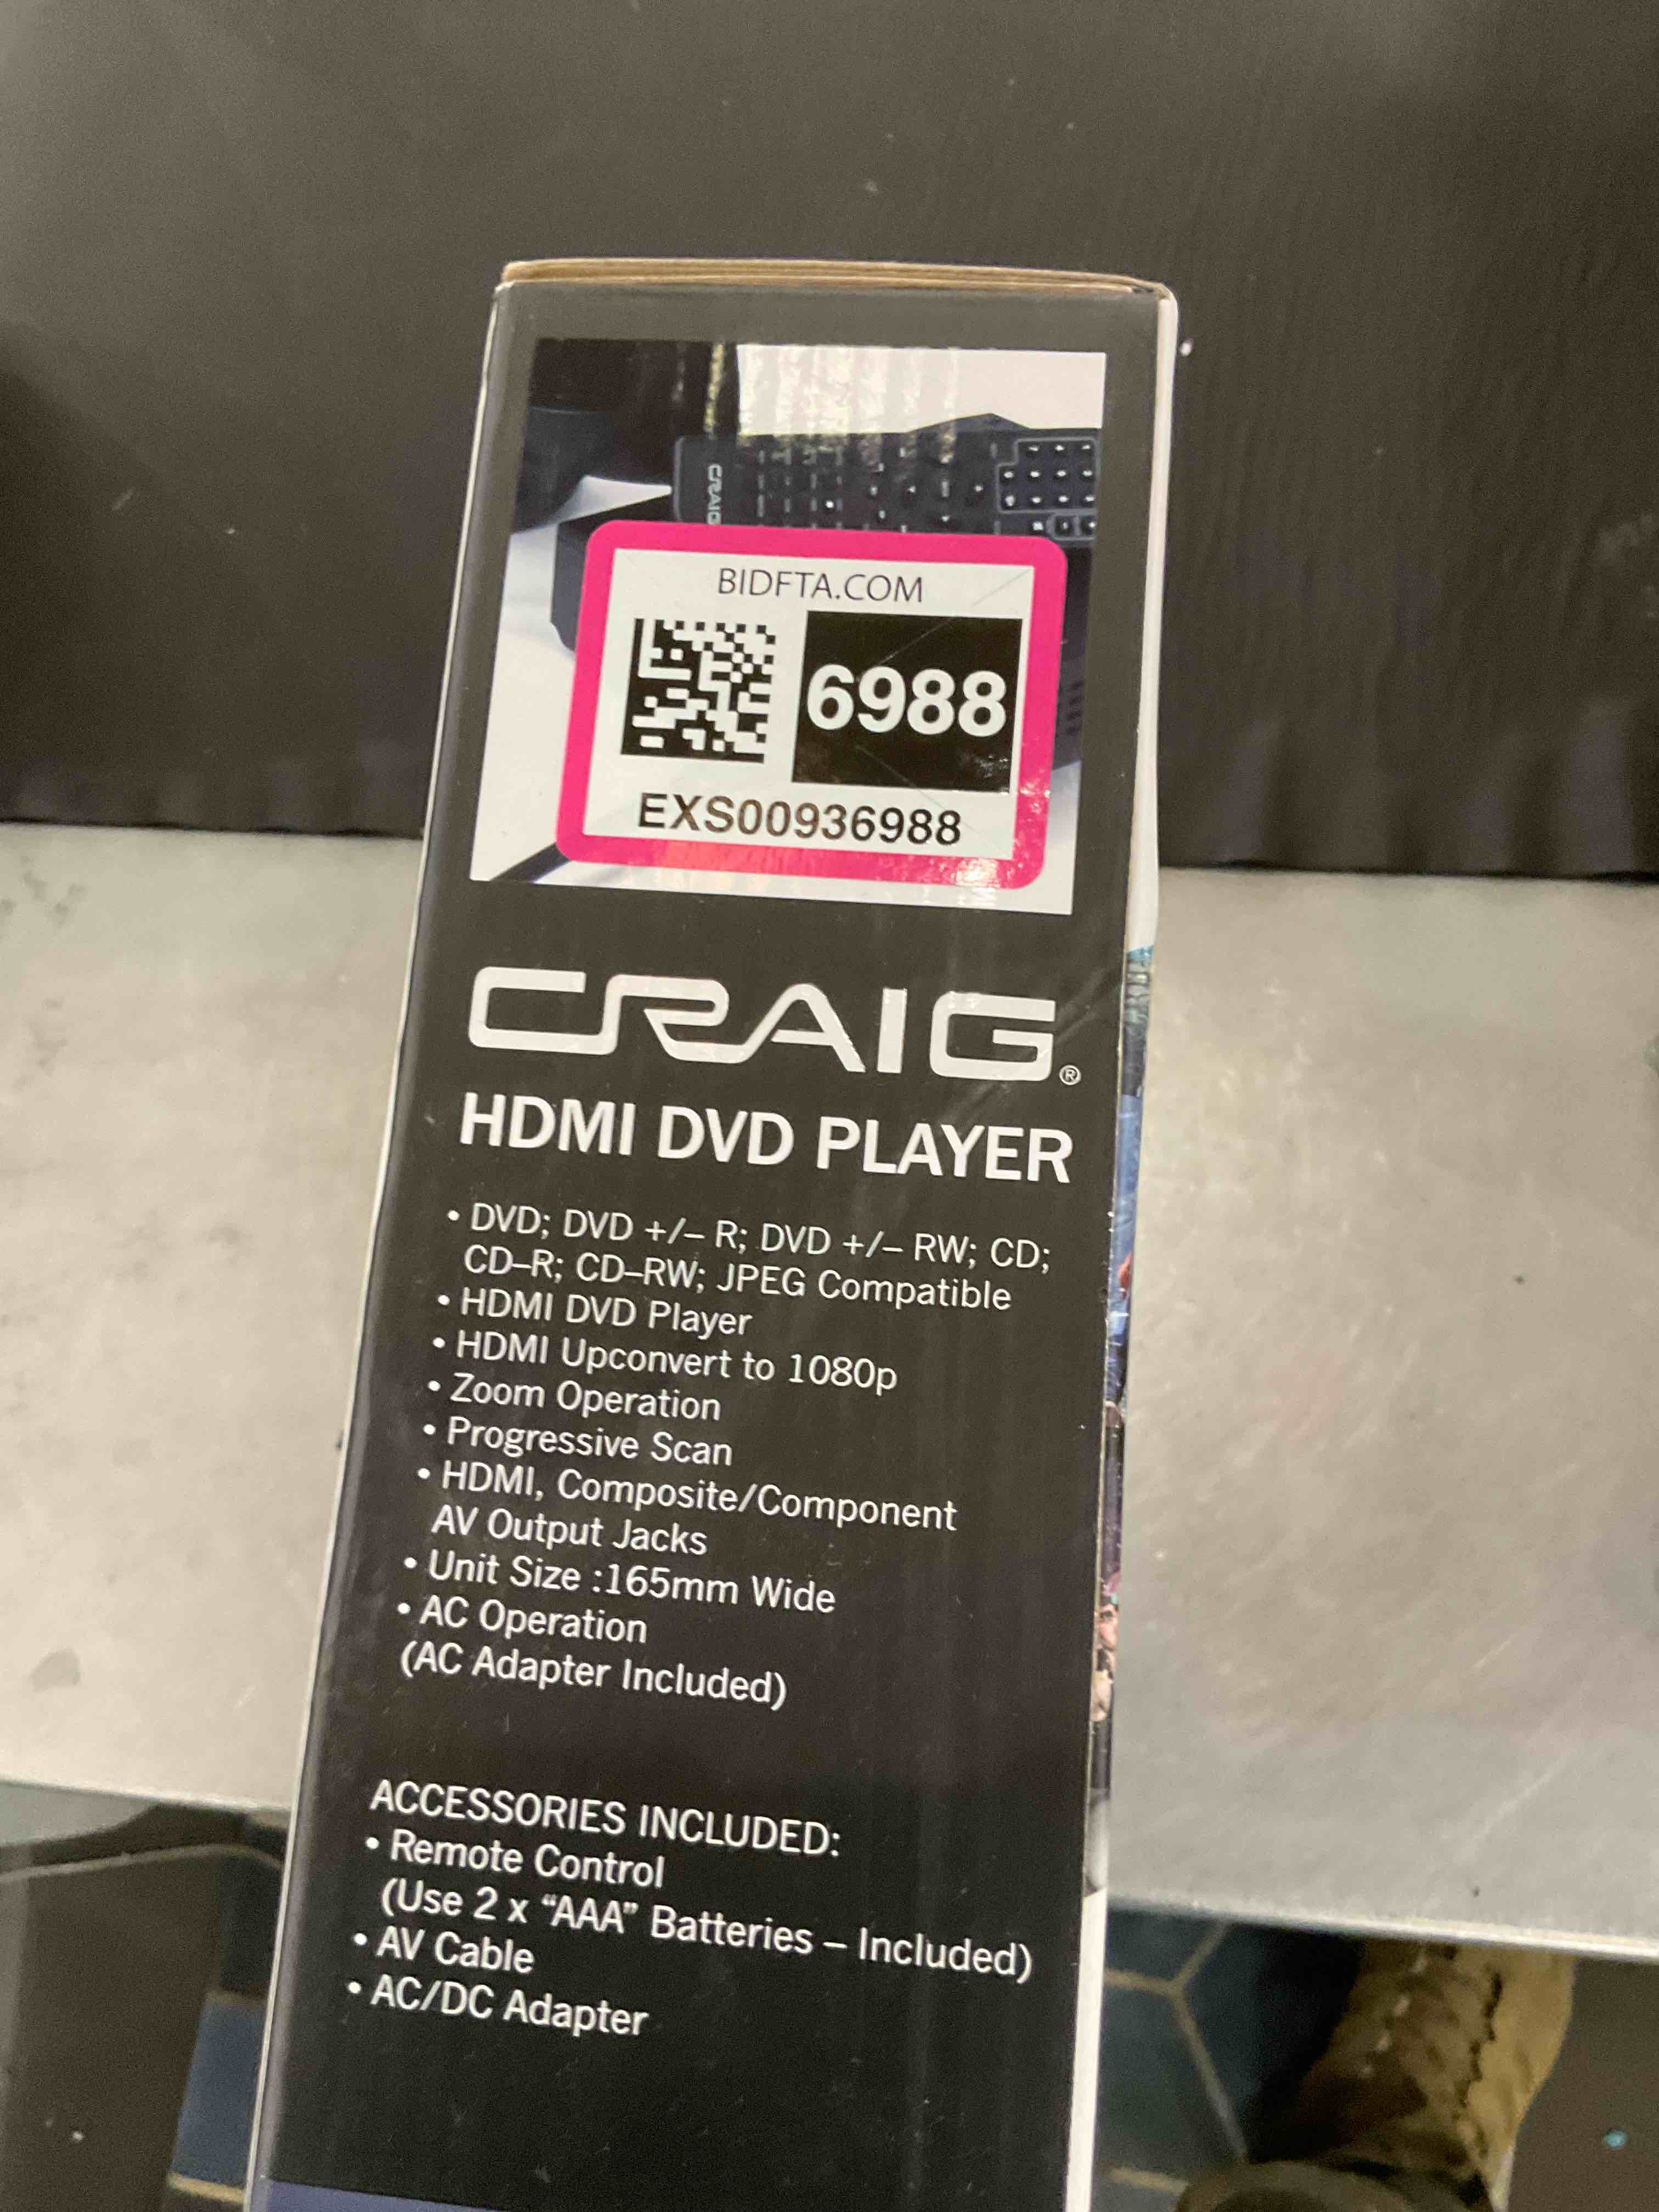 CRAIG
BIDFTA.COM
6988
EXS00936988
CRAIG®
HDMI DVD PLAYER
• DVD; DVD +/– R; DVD +/– RW; CD;
CD–R; CD–RW; JPEG Compatible
• HDMI DVD Player
• HDMI Upconvert to 1080p
• Zoom Operation
• Progressive Scan
• HDMI, Composite/Component
AV Output Jacks
• Unit Size :165mm Wide
• AC Operation
(AC Adapter Included)
ACCESSORIES INCLUDED:
• Remote Control
(Use 2 x “AAA” Batteries – Included)
• AV Cable
• AC/DC Adapter